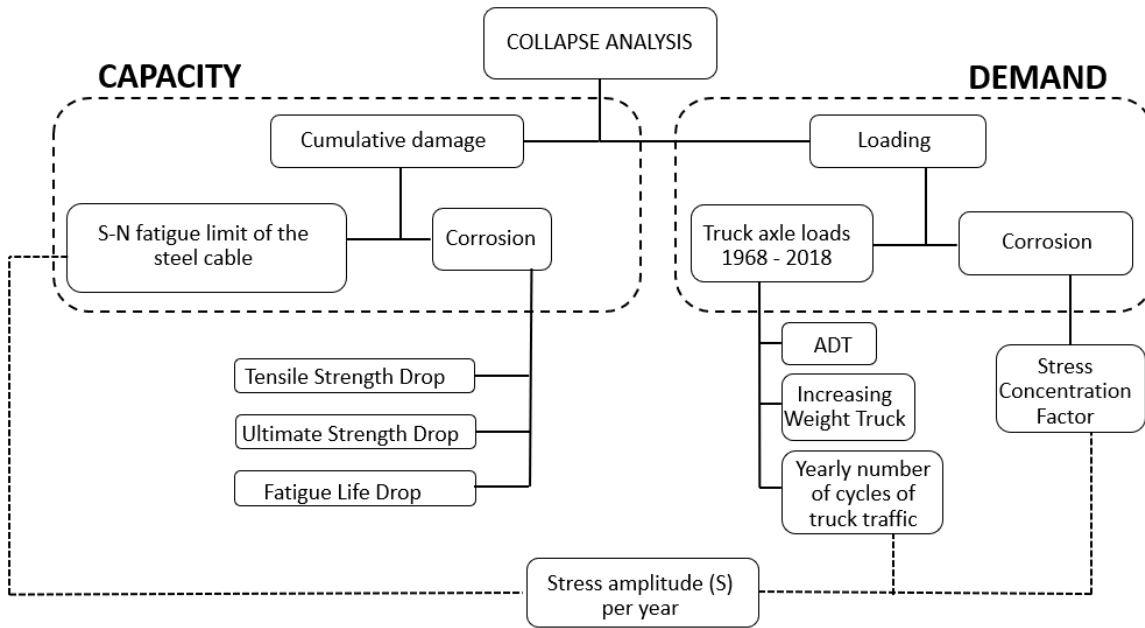 COLLAPSE ANALYSIS
CAPACITY
DEMAND
Cumulative damage
Loading
S-N fatigue limit of the
steel cable
Corrosion
Truck axle loads
1968 - 2018
Corrosion
Tensile Strength Drop
Ultimate Strength Drop
Fatigue Life Drop
ADT
Increasing
Weight Truck
Yearly number
of cycles of
truck traffic
Stress
Concentration
Factor
Stress amplitude (S)
per year